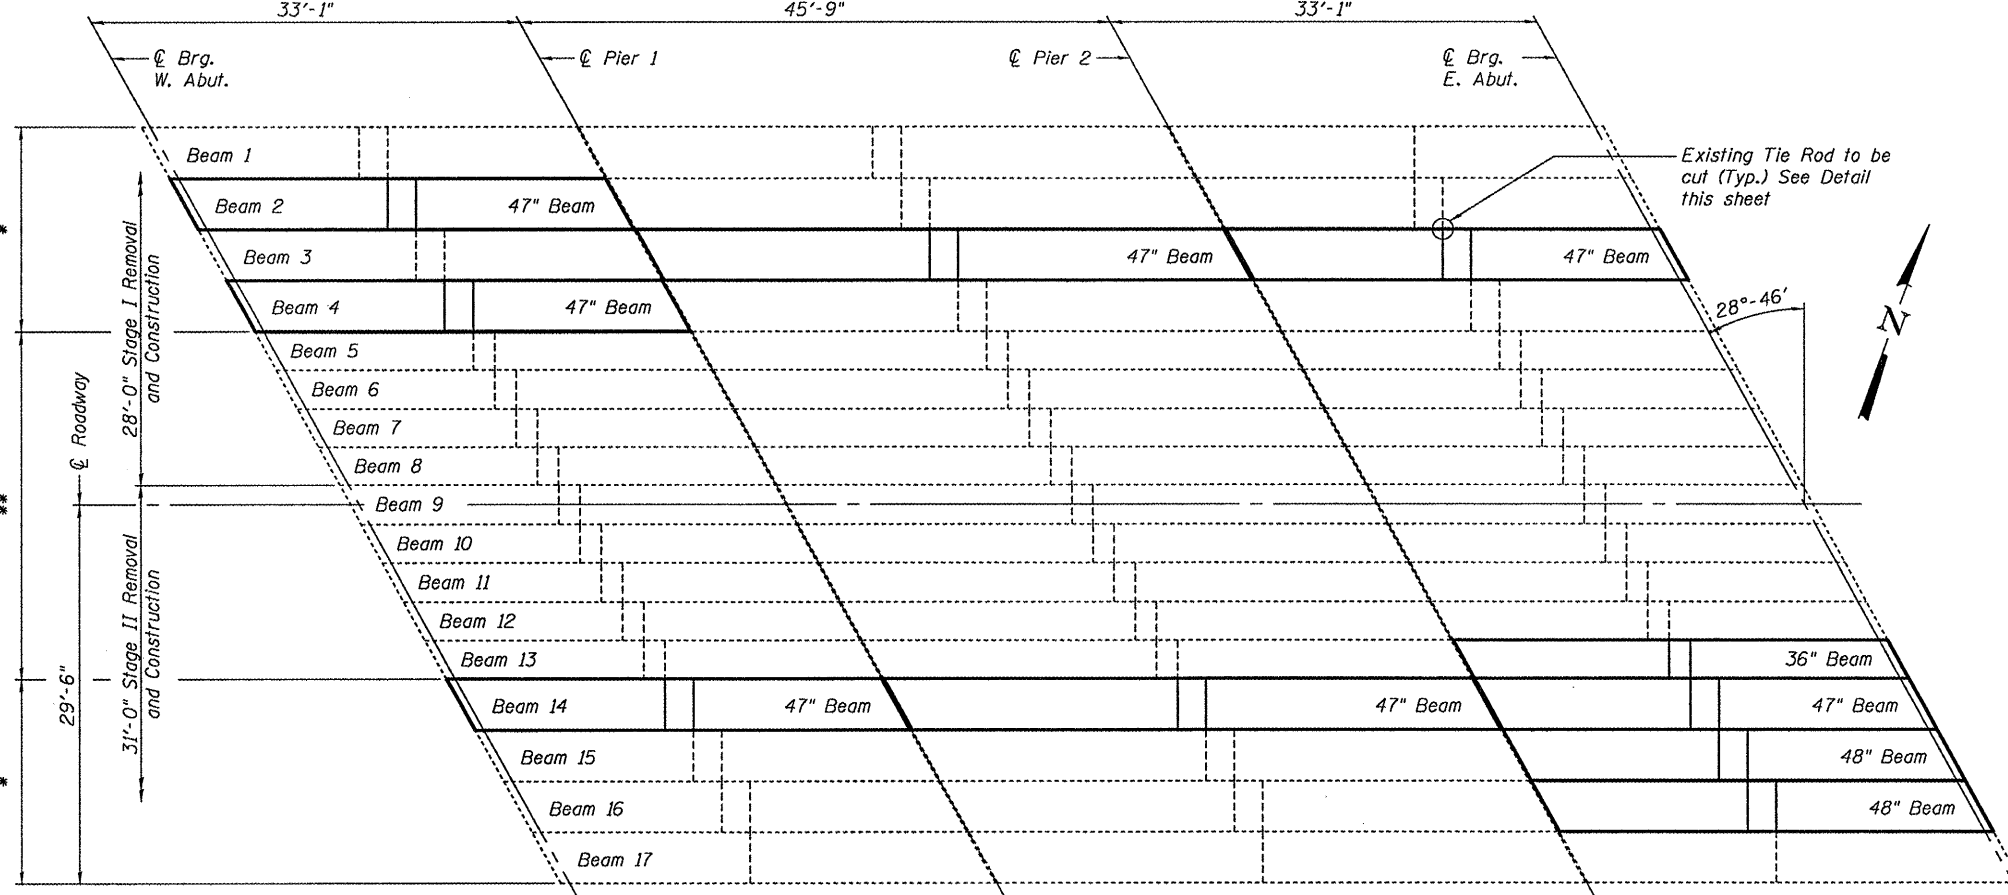 33'-1"
45'-9"
33'-1"
℄ Brg.
W. Abut.
℄ Pier 1
℄ Pier 2
℄ Brg.
E. Abut.
Existing Tie Rod to be
cut (Typ.) See Detail
this sheet
Beam 1
Beam 2
47" Beam
*
Beam 3
47" Beam
47" Beam
Beam 4
47" Beam
28°-46'
N
28'-0" Stage I Removal
and Construction
Beam 5
Beam 6
Beam 7
Beam 8
℄ Roadway
**
Beam 9
Beam 10
Beam 11
Beam 12
31'-0" Stage II Removal
and Construction
29'-6"
Beam 13
36" Beam
Beam 14
47" Beam
47" Beam
47" Beam
Beam 15
48" Beam
*
Beam 16
48" Beam
Beam 17